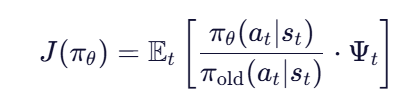 J(π_θ) = 𝔼_t [ π_θ(a_t|s_t) / π_old(a_t|s_t) · Ψ_t ]